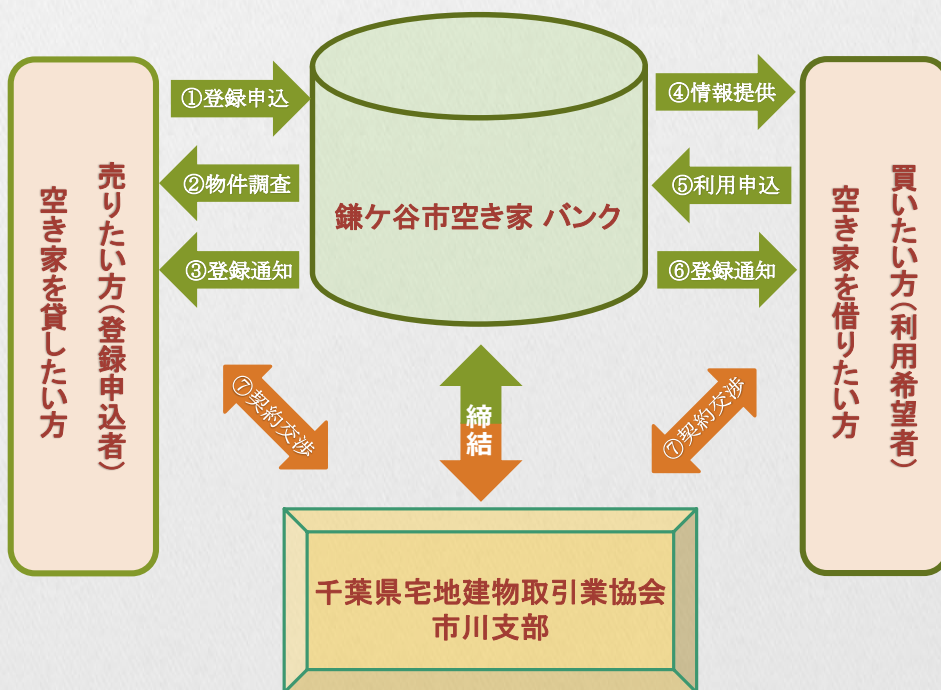 売りたい方（登録申込者）
空き家を貸したい方
①登録申込
②物件調査
③登録通知
鎌ケ谷市空き家 バンク
④情報提供
⑤利用申込
⑥登録通知
買いたい方（利用希望者）
空き家を借りたい方
⑦契約交渉
締結
⑦契約交渉
千葉県宅地建物取引業協会
市川支部